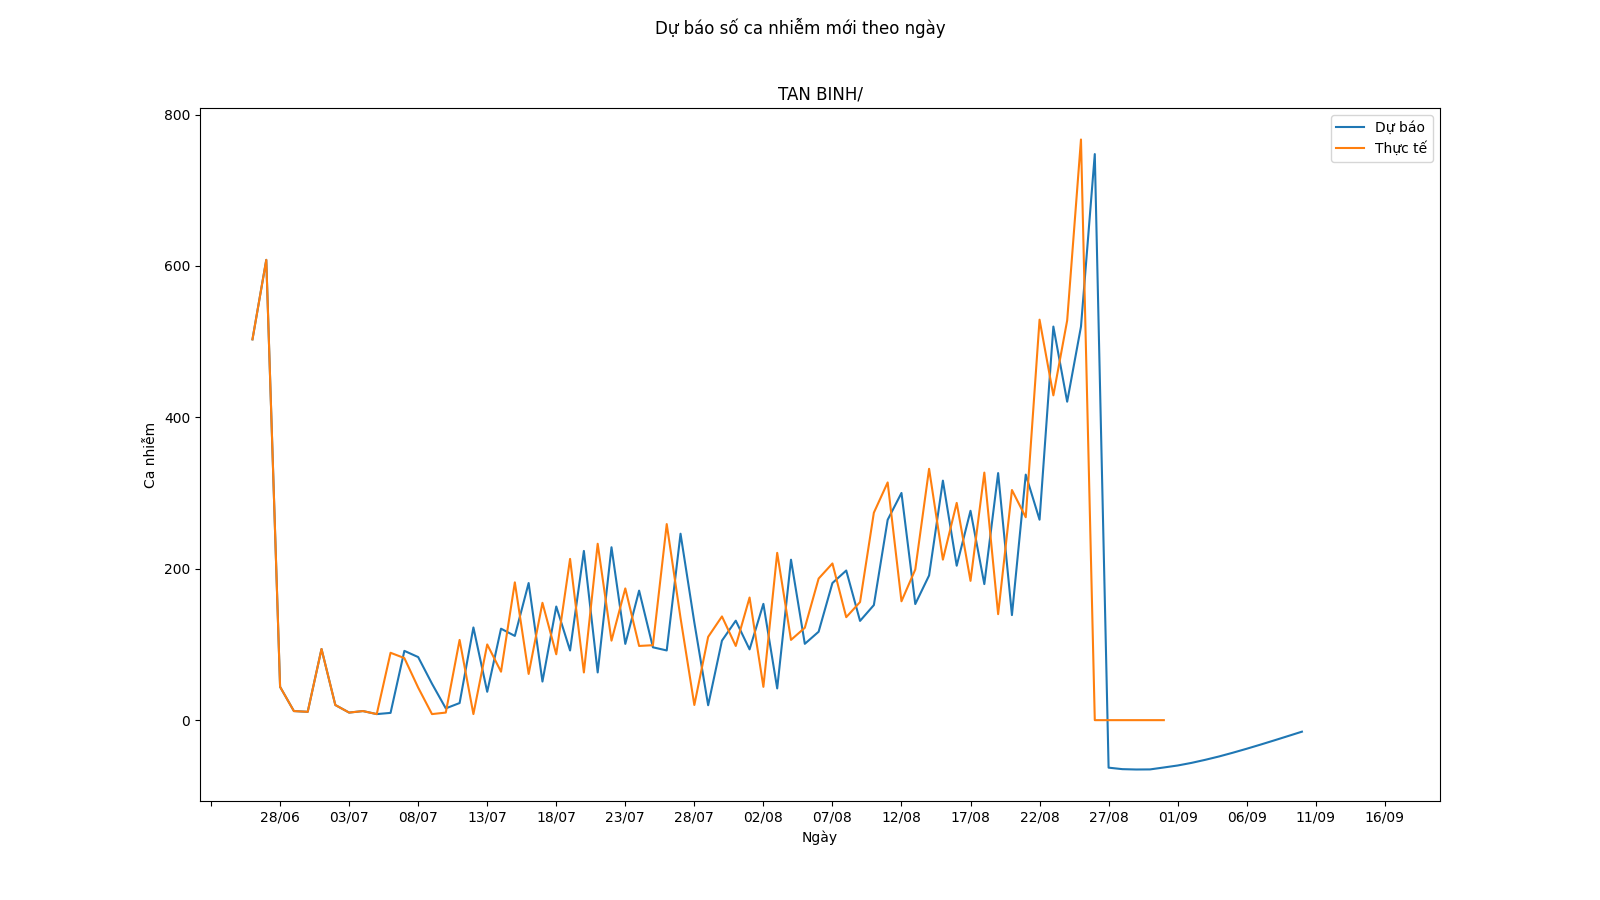 Dự báo số ca nhiễm mới theo ngày
TAN BINH/
800
600
400
200
0
Ca nhiễm
Dự báo
Thực tế
28/06 03/07 08/07 13/07 18/07 23/07 28/07 02/08 07/08 12/08 17/08 22/08 27/08 01/09 06/09 11/09 16/09
Ngày